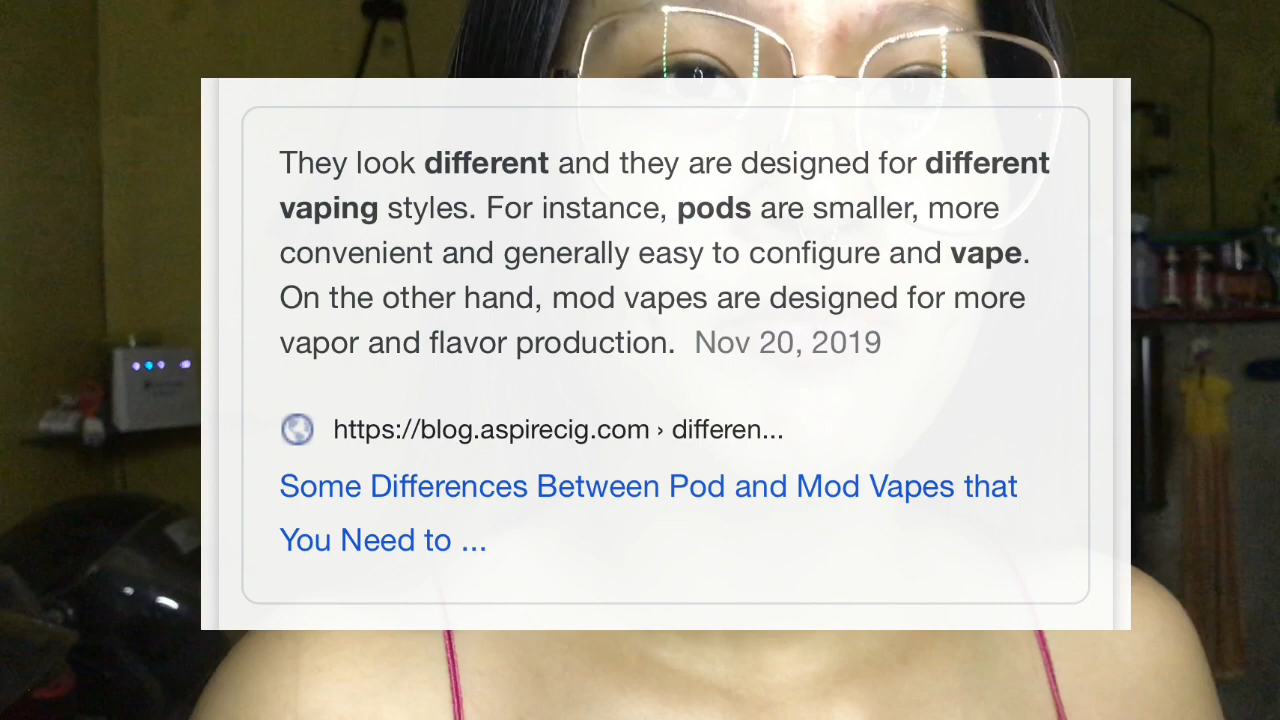 They look different and they are designed for different
vaping styles. For instance, pods are smaller, more
convenient and generally easy to configure and vape.
On the other hand, mod vapes are designed for more
vapor and flavor production. Nov 20, 2019
https://blog.aspirecig.com › differen...
Some Differences Between Pod and Mod Vapes that
You Need to ...